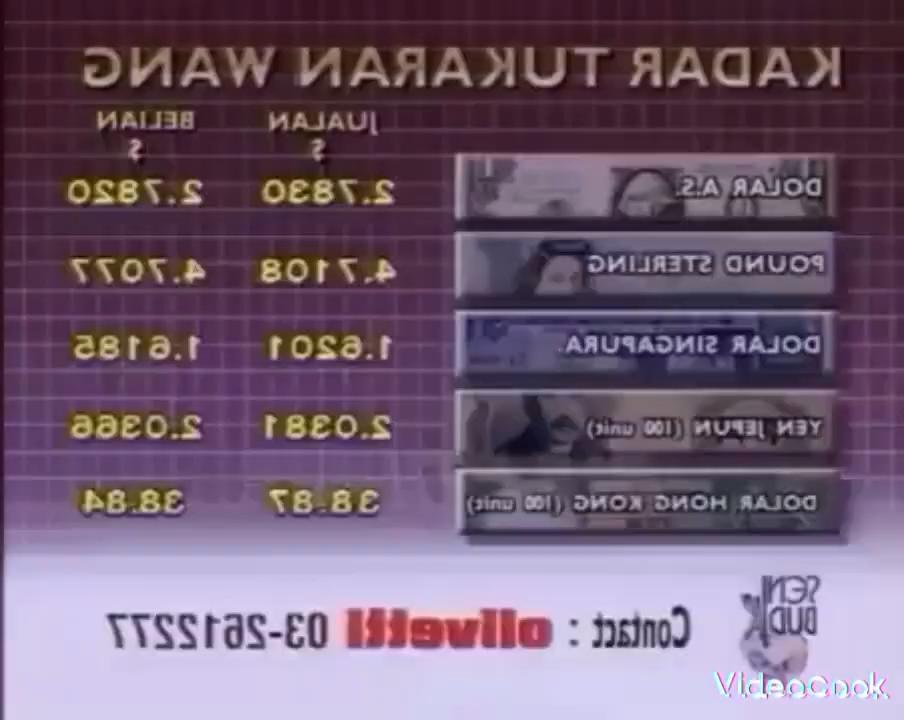 KADAR TUKARAN WANG
JUALAN BELIAN
$ $
DOLAR A.S. 2.7830 2.7820
POUND STERLING 4.7108 4.7077
DOLAR SINGAPURA 1.6201 1.6185
YEN JEPUN (100 unit) 2.0381 2.0366
DOLAR HONG KONG (100 unit) 38.87 38.84
SENI
BUDI
Contact : olivetti 03-2612277
VideoCook